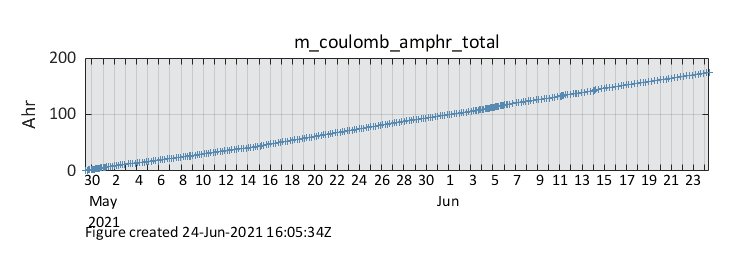 m_coulomb_amphr_total
Ahr
200
100
0
30 2 4 6 8 10 12 14 16 18 20 22 24 26 28 30 1 3 5 7 9 11 13 15 17 19 21 23
May Jun
2021
Figure created 24-Jun-2021 16:05:34Z